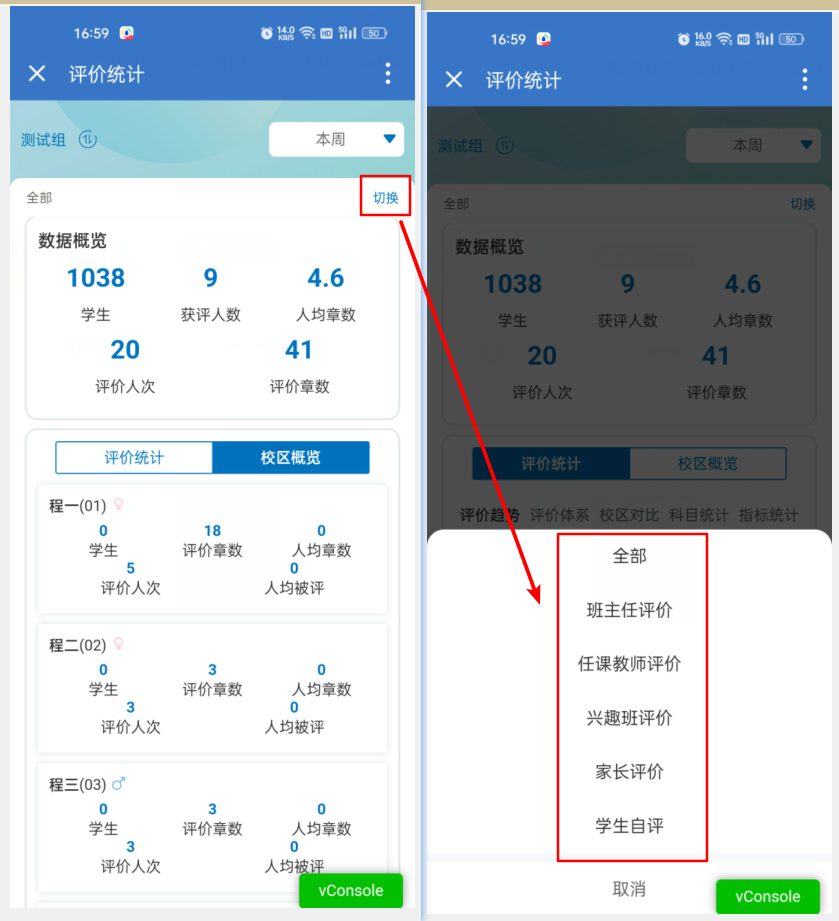 16:59 14.0 KB/S HD 5G 50
评价统计
测试组 本周
全部 切换
数据概览
1038 9 4.6
学生 获评人数 人均章数
20 41
评价人次 评价章数
评价统计 校区概览
程一(01)
0 18 0
学生 评价章数 人均章数
5 0
评价人次 人均被评
程二(02)
0 3 0
学生 评价章数 人均章数
3 0
评价人次 人均被评
程三(03)
0 3 0
学生 评价章数 人均章数
3 0
评价人次 人均被评
vConsole
16:59 16.0 KB/S HD 5G 50
评价统计
测试组 本周
全部 切换
数据概览
1038 9 4.6
学生 获评人数 人均章数
20 41
评价人次 评价章数
评价统计 校区概览
评价趋势 评价体系 校区对比 科目统计 指标统计
全部
班主任评价
任课教师评价
兴趣班评价
家长评价
学生自评
取消
vConsole